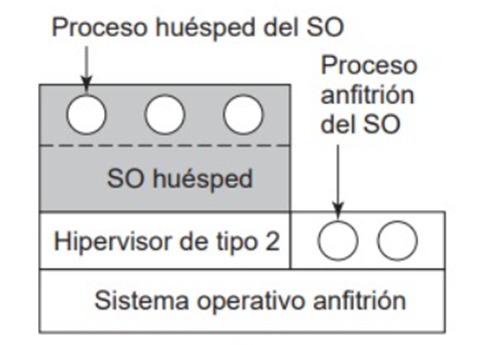 Proceso huésped del SO
Proceso
anfitrión
del SO
SO huésped
Hipervisor de tipo 2
Sistema operativo anfitrión